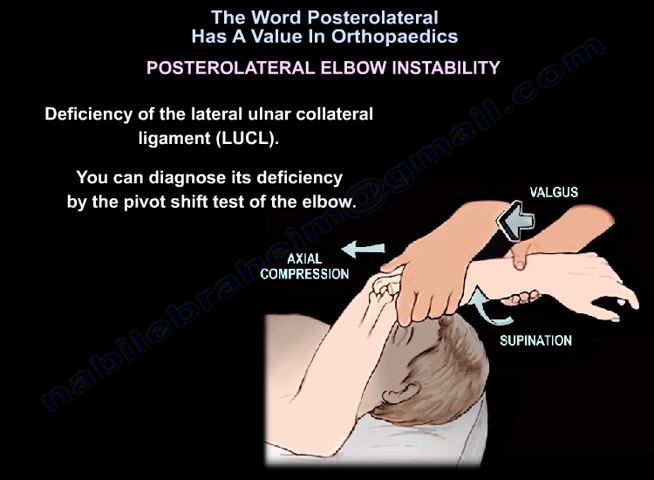 The Word Posterolateral
Has A Value In Orthopaedics
POSTEROLATERAL ELBOW INSTABILITY
Deficiency of the lateral ulnar collateral
ligament (LUCL).
You can diagnose its deficiency
by the pivot shift test of the elbow.
VALGUS
AXIAL
COMPRESSION
SUPINATION
nabilebraheim@gmail.com